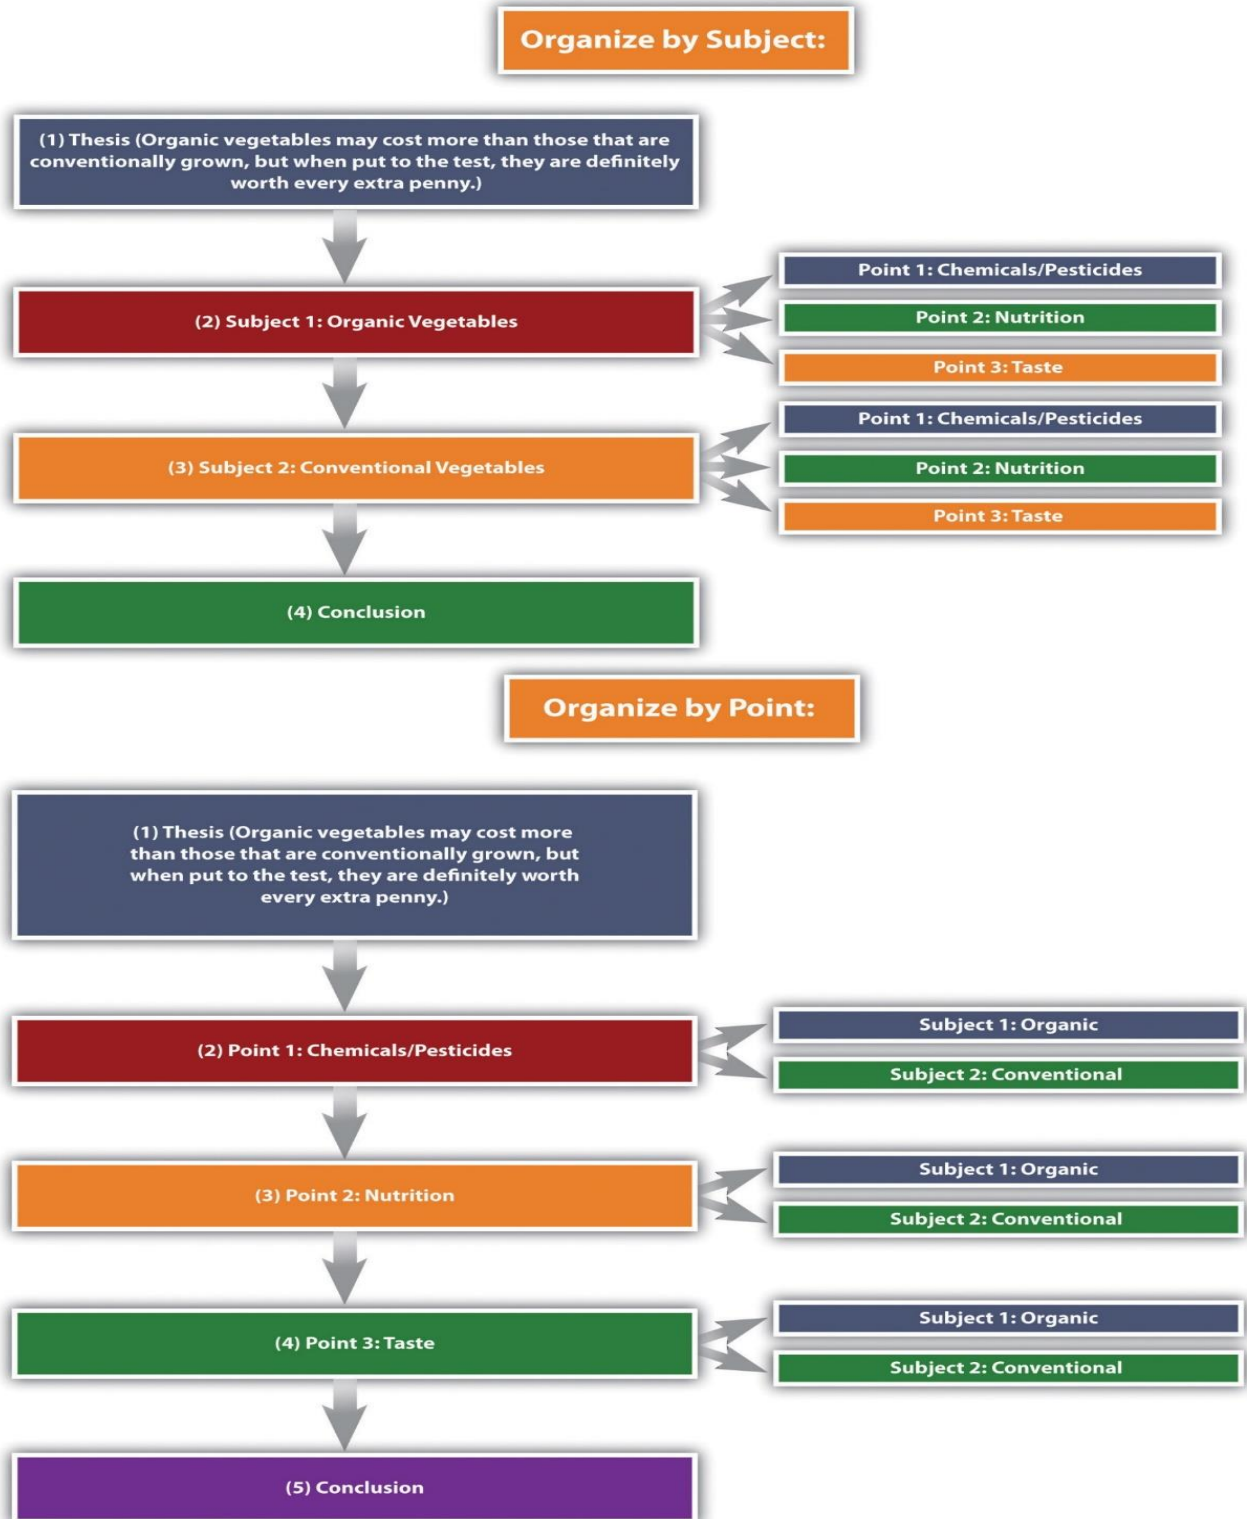 Organize by Subject:
(1) Thesis (Organic vegetables may cost more than those that are
conventionally grown, but when put to the test, they are definitely
worth every extra penny.)
(2) Subject 1: Organic Vegetables
Point 1: Chemicals/Pesticides
Point 2: Nutrition
Point 3: Taste
(3) Subject 2: Conventional Vegetables
Point 1: Chemicals/Pesticides
Point 2: Nutrition
Point 3: Taste
(4) Conclusion
Organize by Point:
(1) Thesis (Organic vegetables may cost more
than those that are conventionally grown, but
when put to the test, they are definitely worth
every extra penny.)
(2) Point 1: Chemicals/Pesticides
Subject 1: Organic
Subject 2: Conventional
(3) Point 2: Nutrition
Subject 1: Organic
Subject 2: Conventional
(4) Point 3: Taste
Subject 1: Organic
Subject 2: Conventional
(5) Conclusion